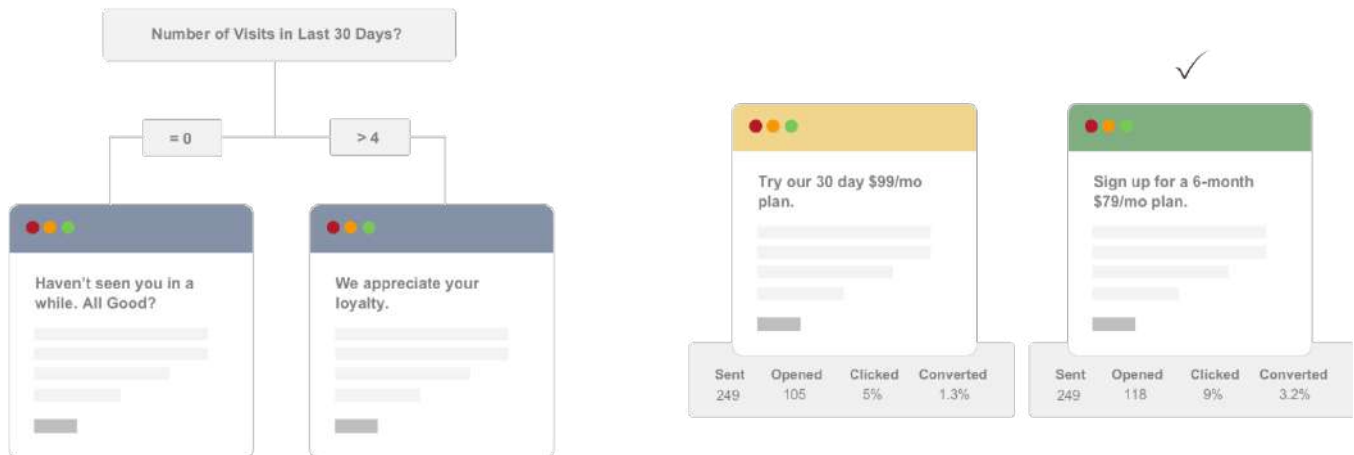 Number of Visits in Last 30 Days?
= 0
> 4
Haven't seen you in a
while. All Good?
We appreciate your
loyalty.
Try our 30 day $99/mo
plan.
Sent Opened Clicked Converted
249 105 5% 1.3%
Sign up for a 6-month
$79/mo plan.
Sent Opened Clicked Converted
249 118 9% 3.2%